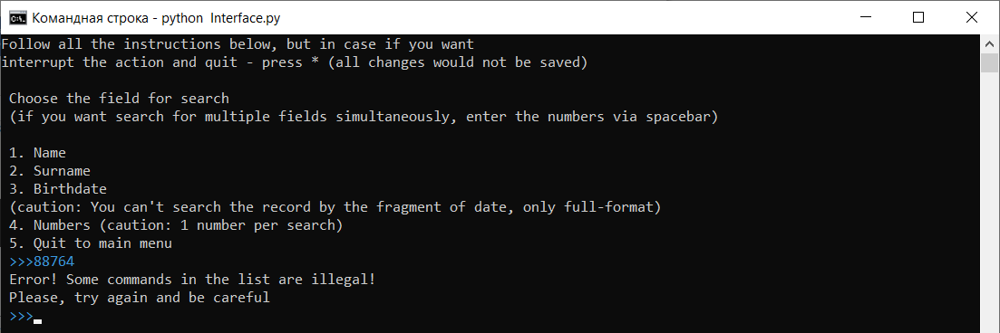 Командная строка - python Interface.py
Follow all the instructions below, but in case if you want
interrupt the action and quit - press * (all changes would not be saved)
Choose the field for search
(if you want search for multiple fields simultaneously, enter the numbers via spacebar)
1. Name
2. Surname
3. Birthdate
(caution: You can't search the record by the fragment of date, only full-format)
4. Numbers (caution: 1 number per search)
5. Quit to main menu
>>>88764
Error! Some commands in the list are illegal!
Please, try again and be careful
>>>